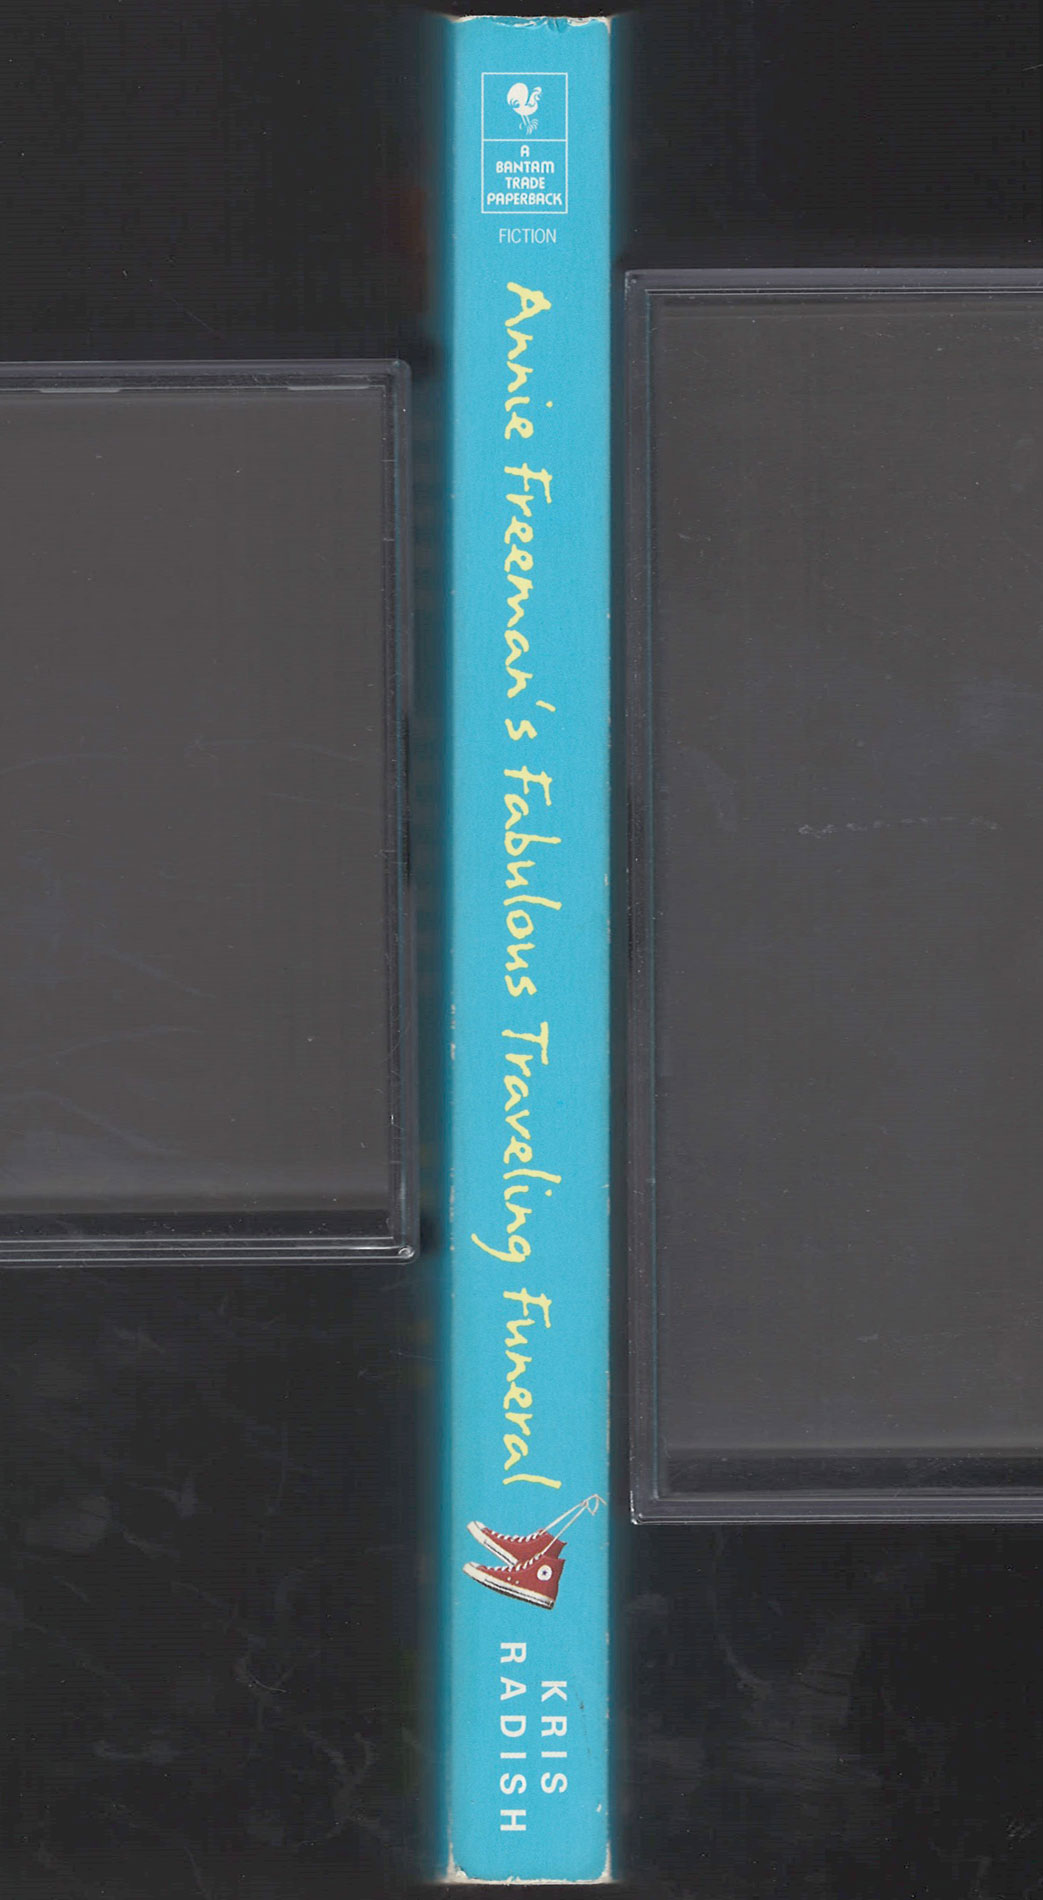 A
BANTAM
TRADE
PAPERBACK
FICTION
Annie Freeman's Fabulous Traveling Funeral
KRIS
RADISH